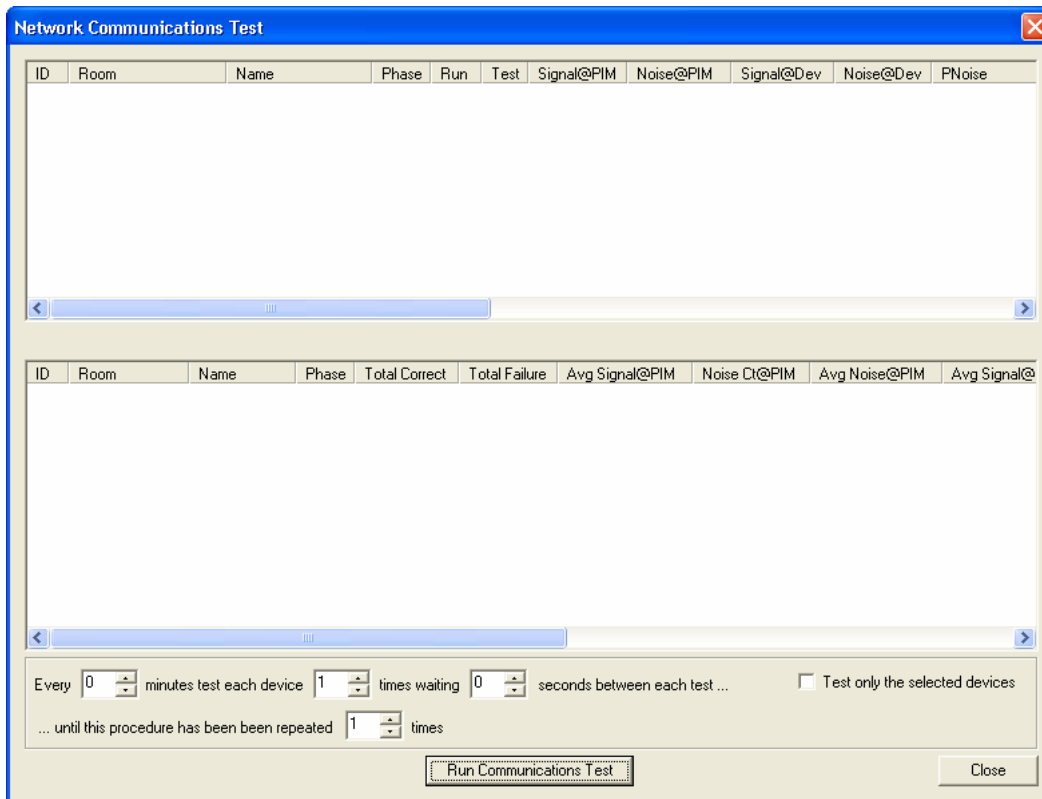 Network Communications Test
ID Room Name Phase Run Test Signal@PIM Noise@PIM Signal@Dev Noise@Dev PNoise
ID Room Name Phase Total Correct Total Failure Avg Signal@PIM Noise Ct@PIM Avg Noise@PIM Avg Signal@
Every 0 minutes test each device 1 times waiting 0 seconds between each test ... Test only the selected devices
... until this procedure has been been repeated 1 times
Run Communications Test Close